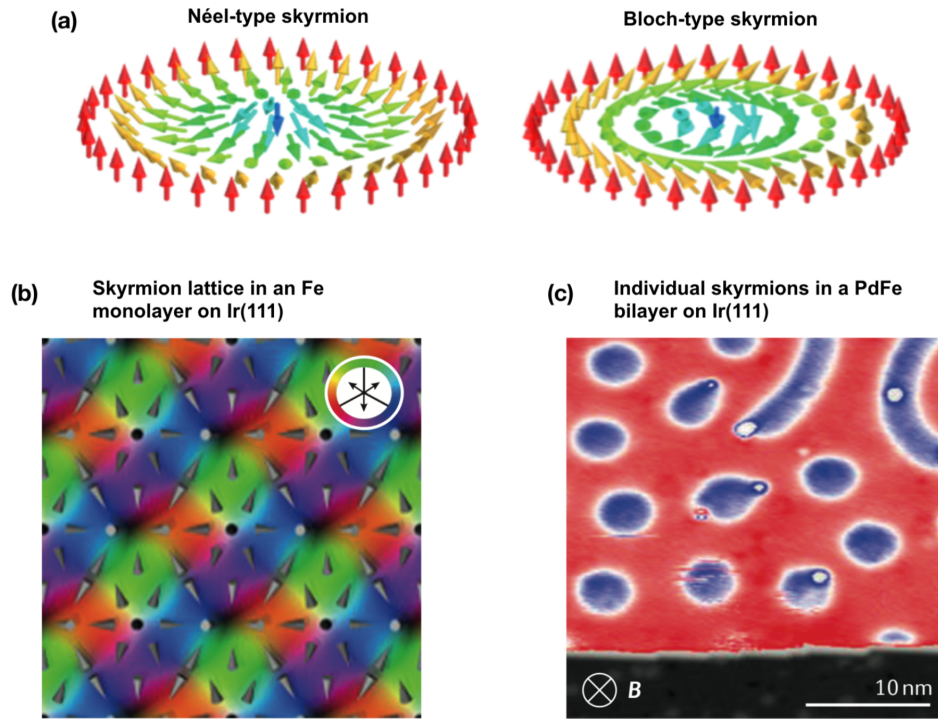 (a)
Néel-type skyrmion
Bloch-type skyrmion
(b)
Skyrmion lattice in an Fe
monolayer on Ir(111)
(c)
Individual skyrmions in a PdFe
bilayer on Ir(111)
B
10 nm